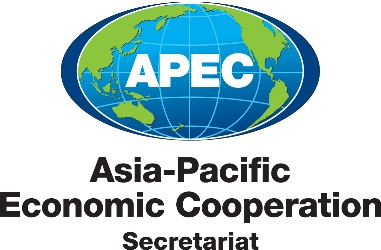 APEC
Asia-Pacific
Economic Cooperation
Secretariat